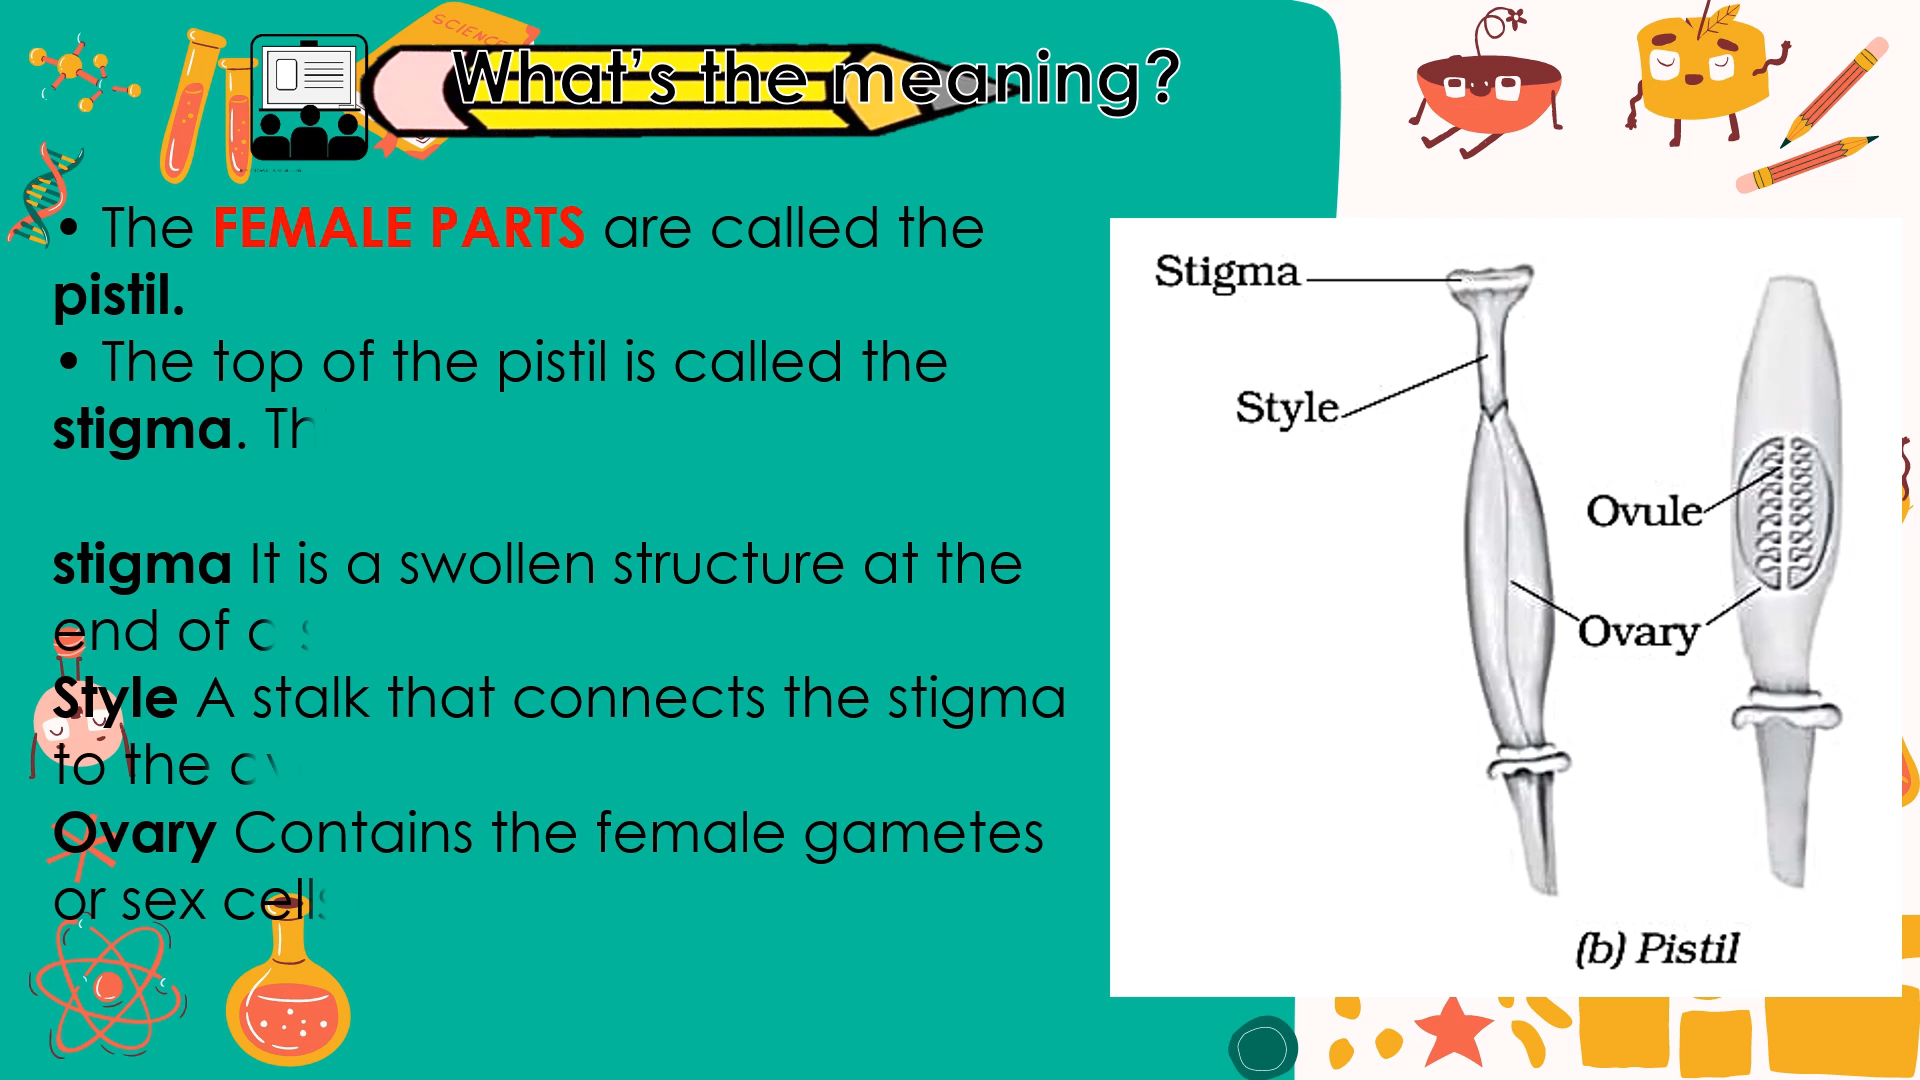 SCIENCE
What's the meaning?
• The FEMALE PARTS are called the
pistil.
• The top of the pistil is called the
stigma.
stigma It is a swollen structure at the
end of
Style A stalk that connects the stigma
to the
Ovary Contains the female gametes
or sex cells
Stigma
Style
Ovule
Ovary
(b) Pistil